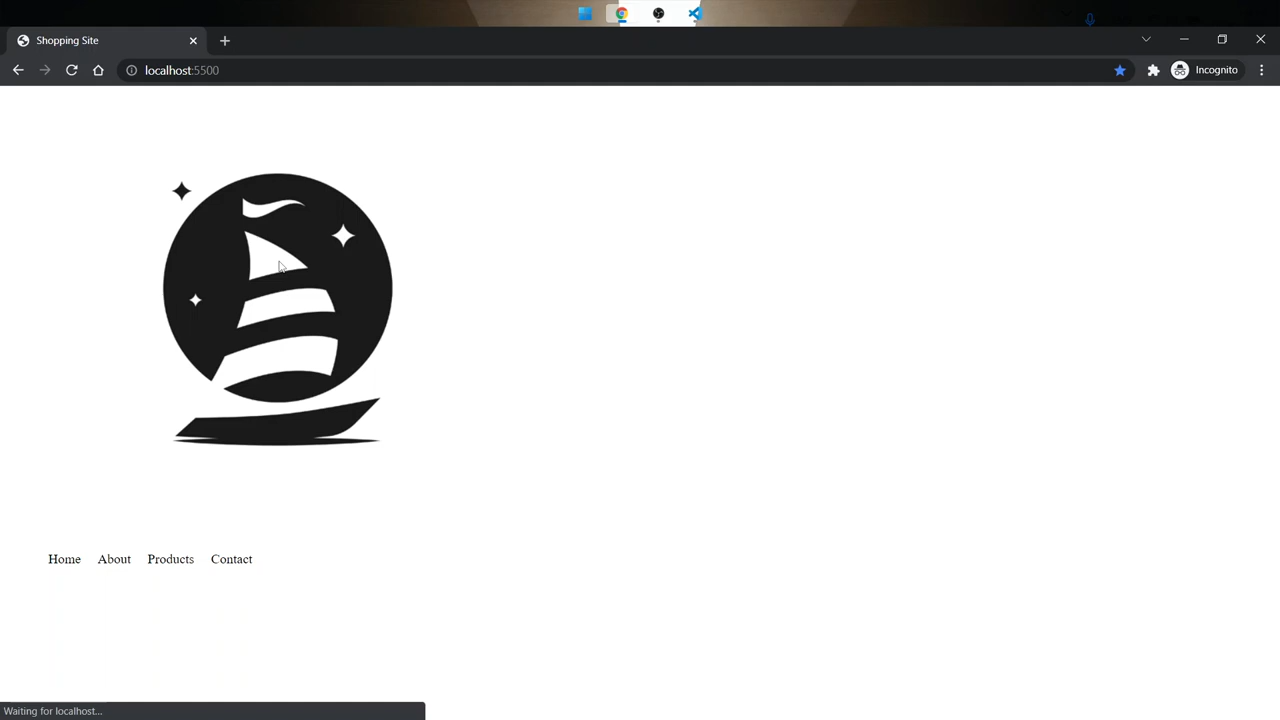 Shopping Site
localhost:5500
Incognito
Home About Products Contact
Waiting for localhost...